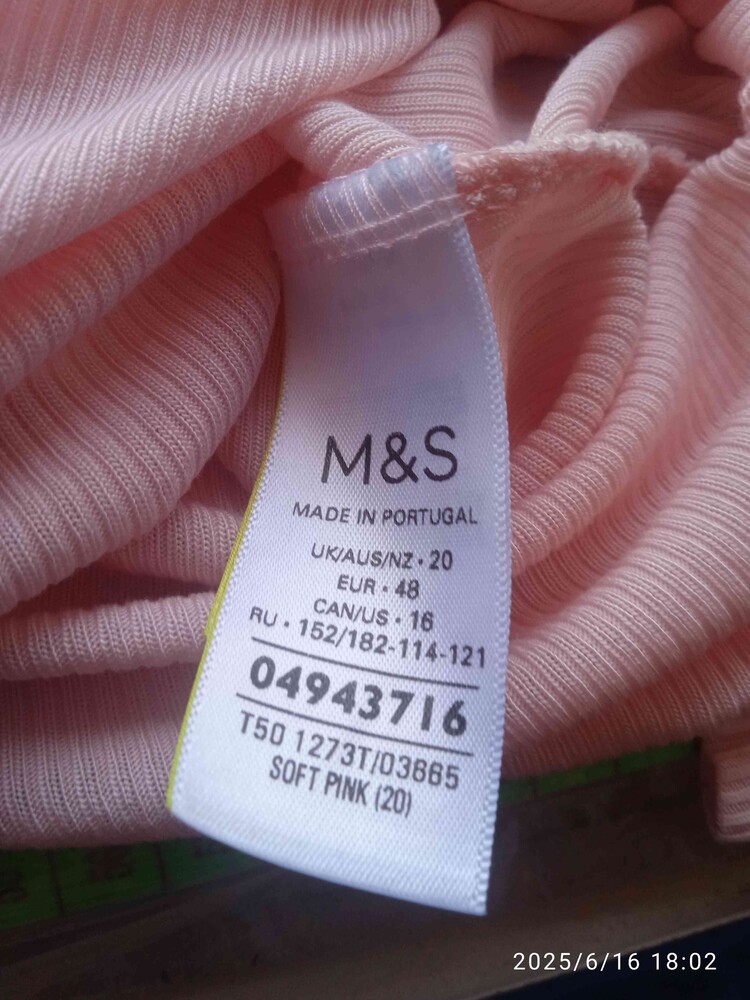 M&S
MADE IN PORTUGAL
UK/AUS/NZ • 20
EUR • 48
CAN/US • 16
RU • 152/182-114-121
04943716
T50 1273T/03665
SOFT PINK (20)
2025/6/16 18:02